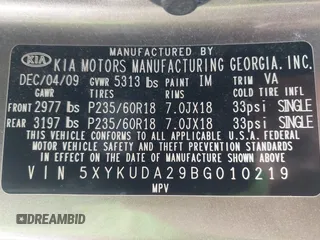 MANUFACTURED BY
KIA KIA MOTORS MANUFACTURING GEORGIA, INC.
DEC/04/09 GVWR 5313 lbs PAINT IM TRIM VA
GAWR TIRES RIMS COLD TIRE INFLATION
FRONT 2977 lbs P235/60R18 7.0JX18 33psi SINGLE
REAR 3197 lbs P235/60R18 7.0JX18 33psi SINGLE
THIS VEHICLE CONFORMS TO ALL APPLICABLE U.S.A. FEDERAL
MOTOR VEHICLE SAFETY, BUMPER, AND THEFT PREVENTION STANDARDS
IN EFFECT ON THE DATE OF MANUFACTURE SHOWN ABOVE.
VIN 5XYKUDA29BG010219
MPV
DREAMBID